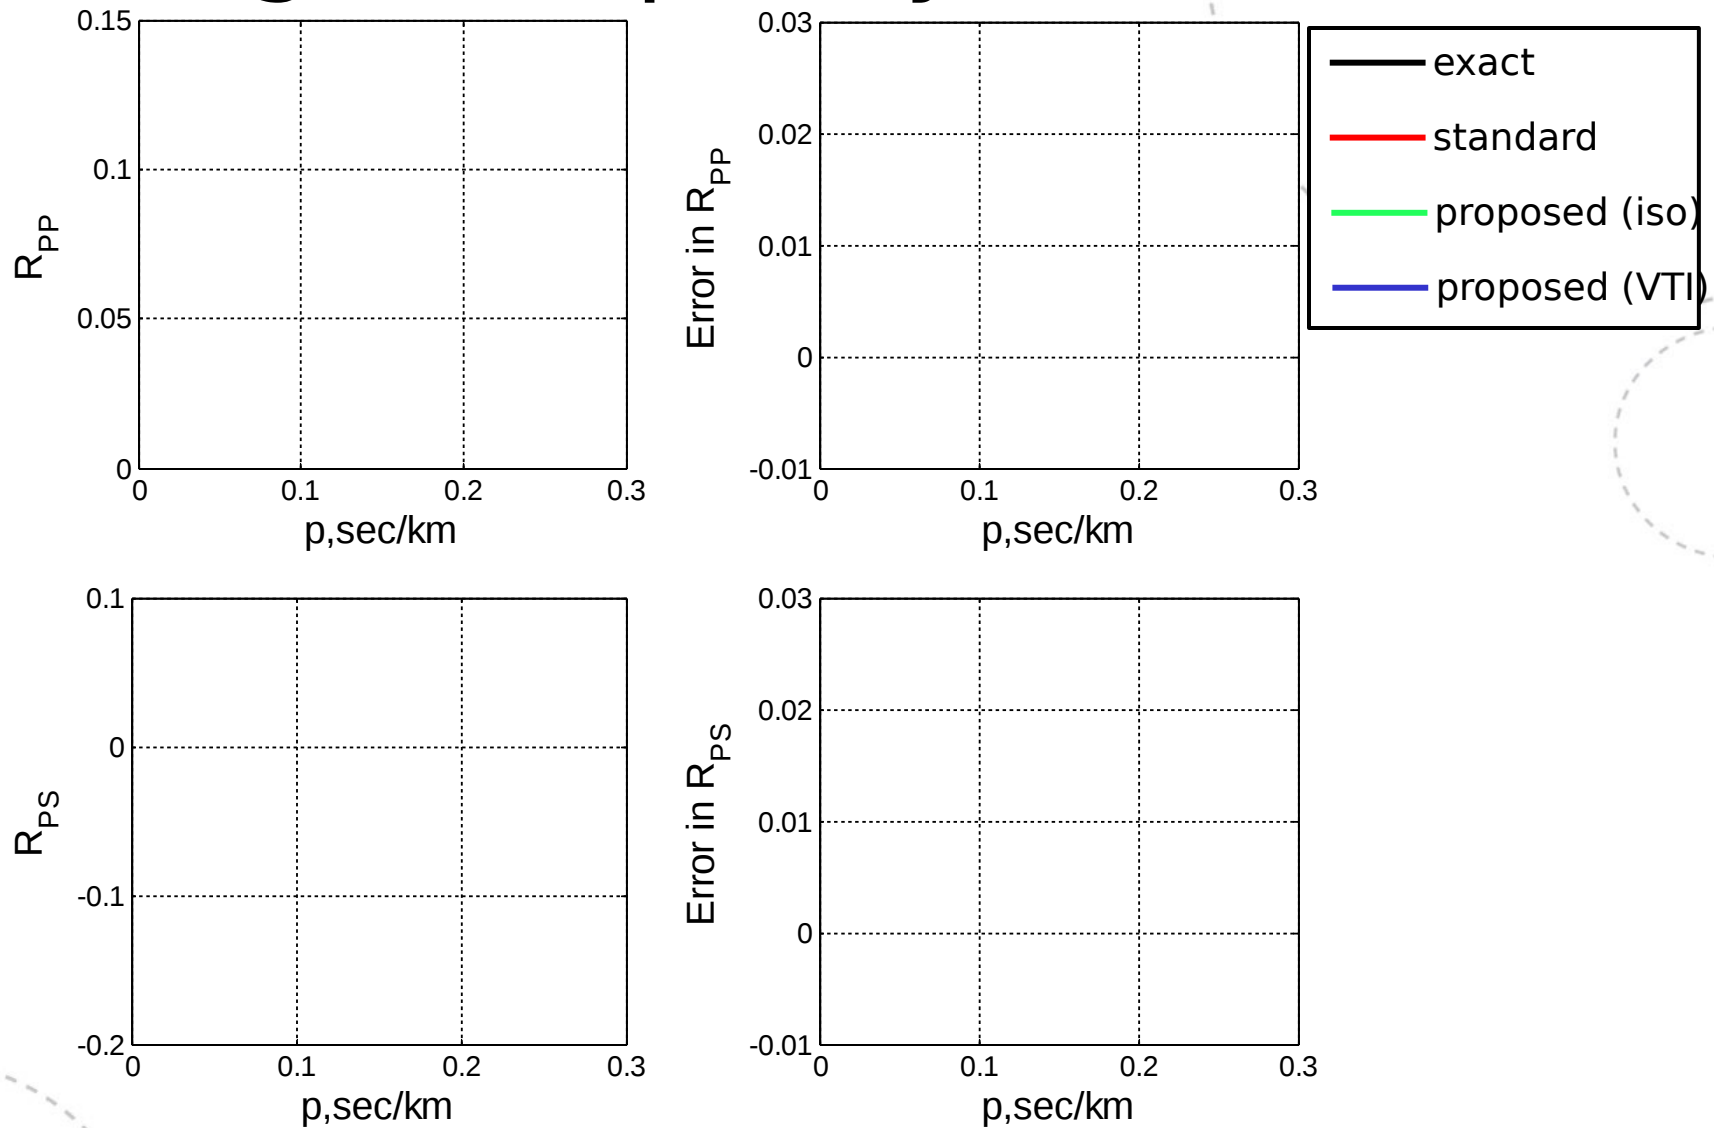 0.15
0.1
0.05
0
0 0.1 0.2 0.3
R_PP
p,sec/km
0.03
0.02
0.01
0
-0.01
0 0.1 0.2 0.3
Error in R_PP
p,sec/km
exact
standard
proposed (iso)
proposed (VTI)
0.1
0
-0.1
-0.2
0 0.1 0.2 0.3
R_PS
p,sec/km
0.03
0.02
0.01
0
-0.01
0 0.1 0.2 0.3
Error in R_PS
p,sec/km